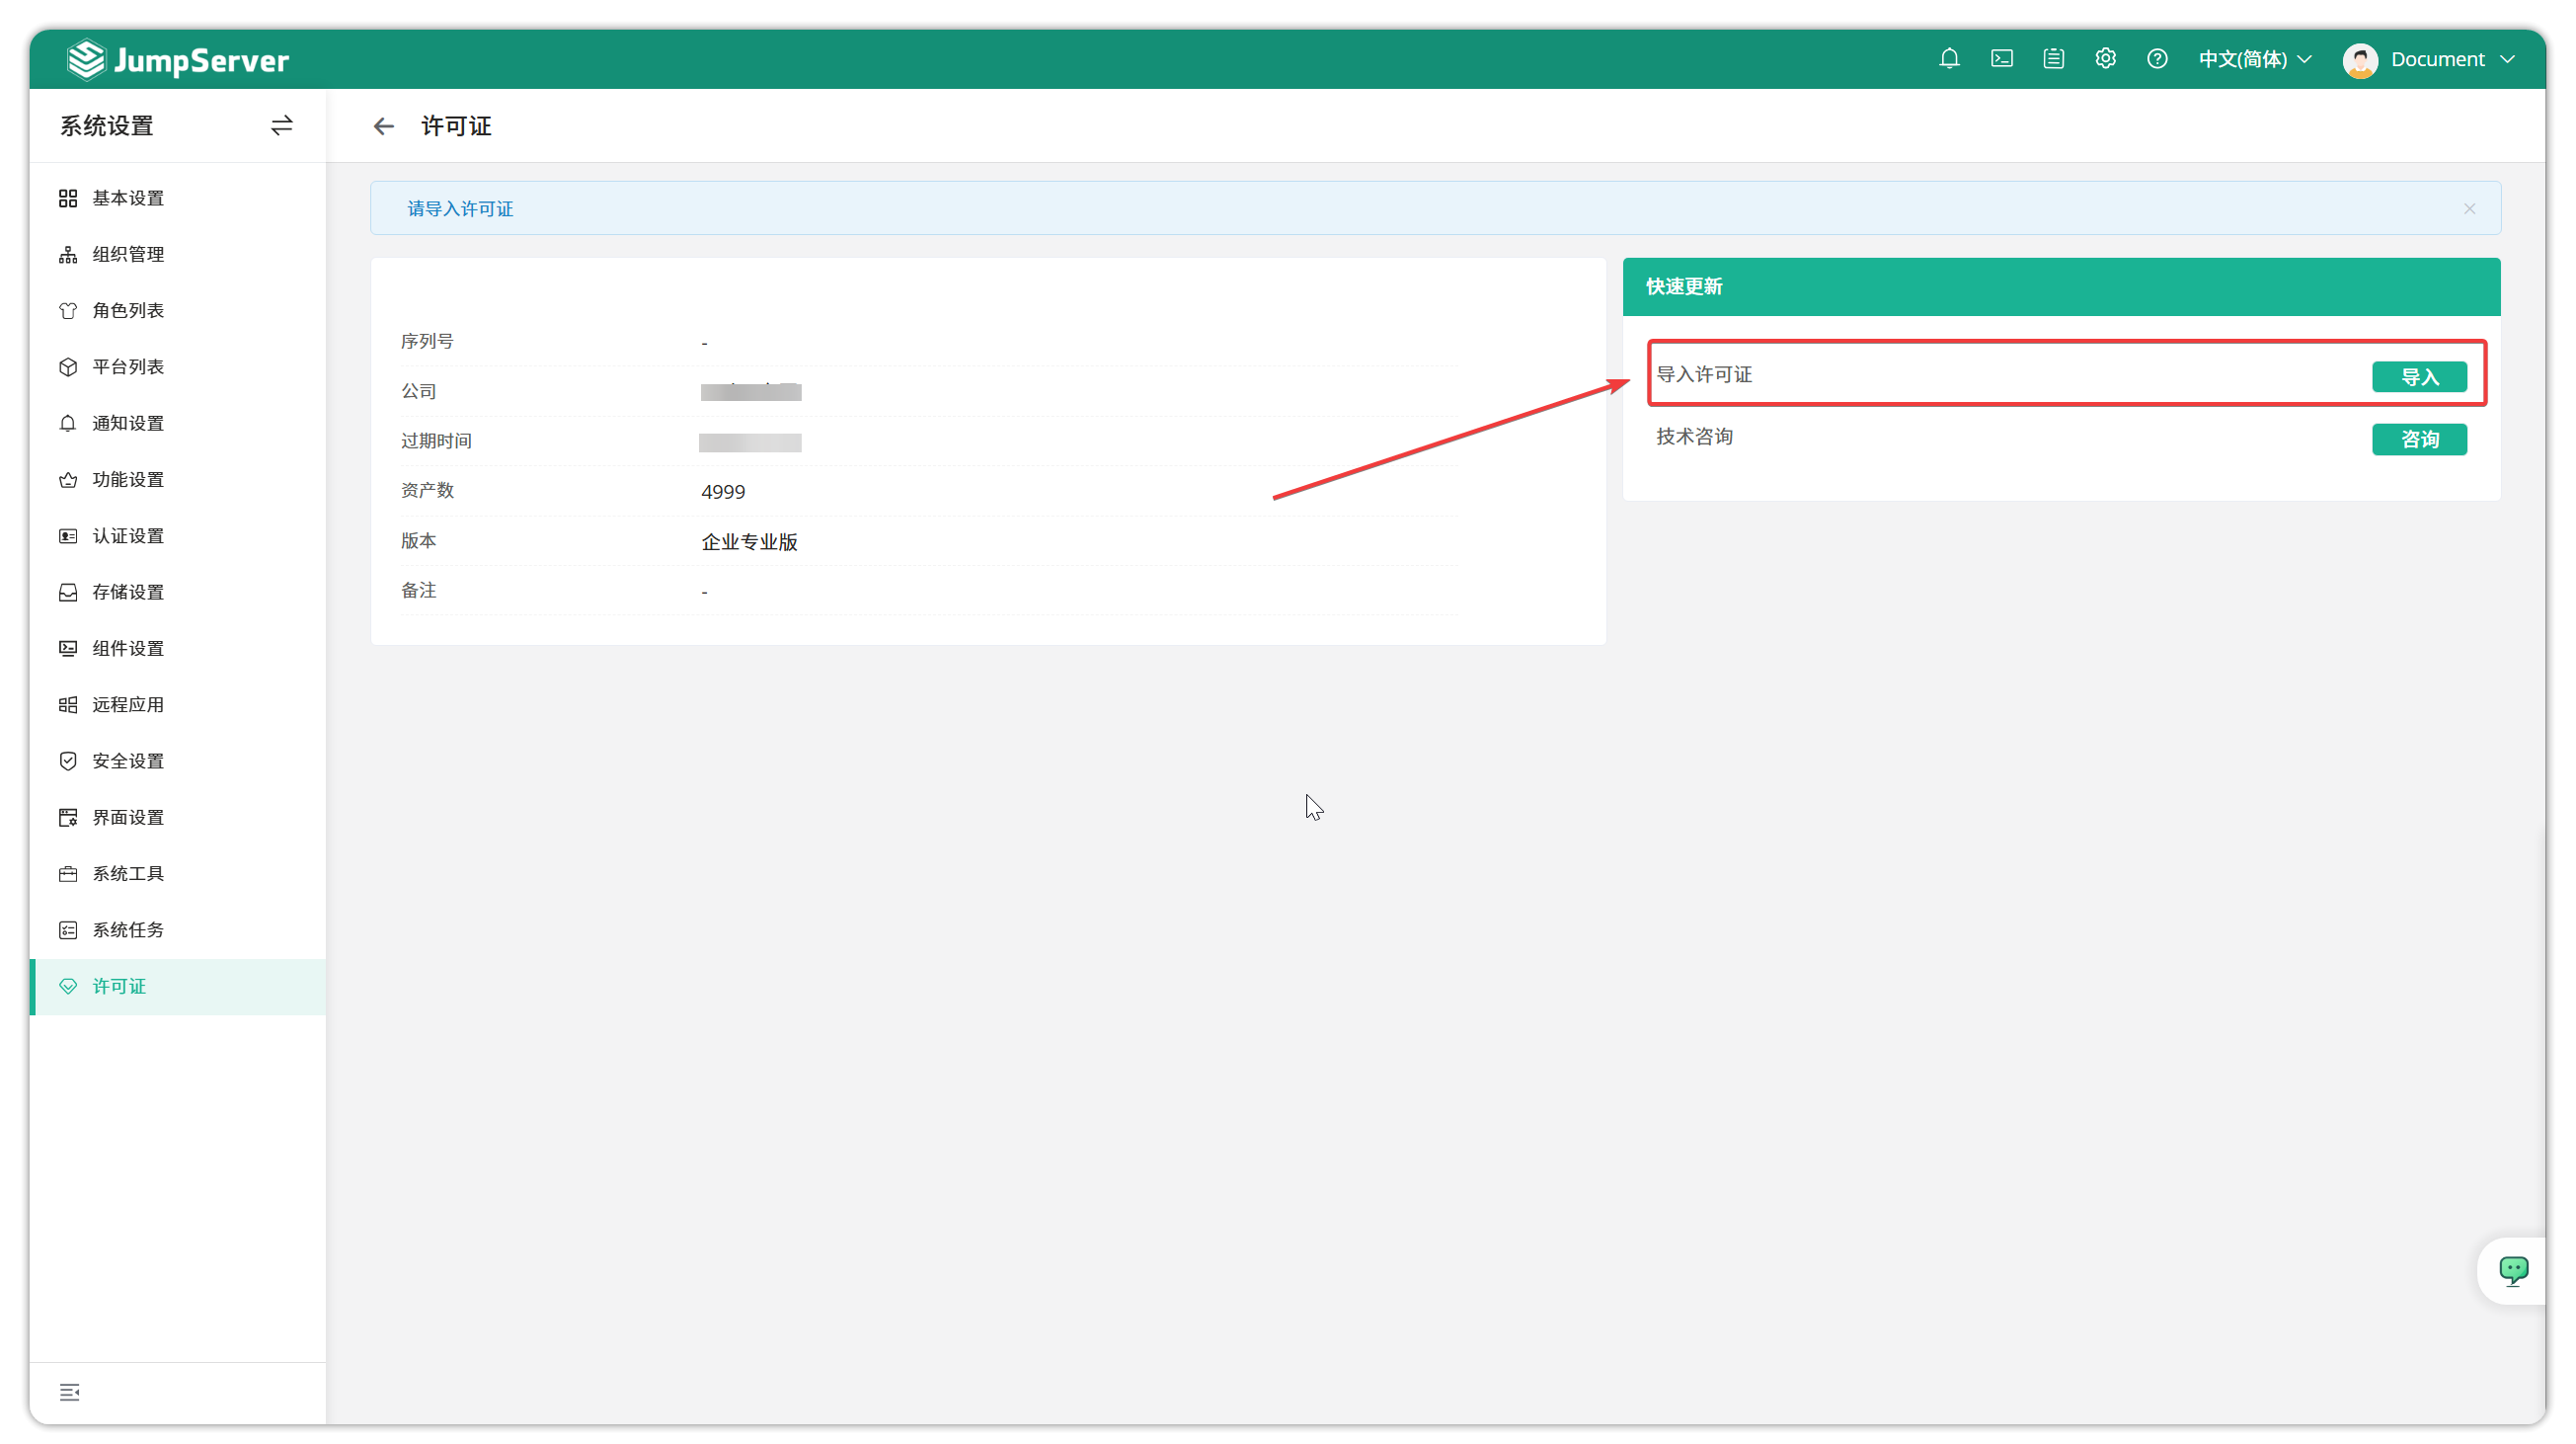 JumpServer
中文(简体)
Document
系统设置
许可证
基本设置
组织管理
角色列表
平台列表
通知设置
功能设置
认证设置
存储设置
组件设置
远程应用
安全设置
界面设置
系统工具
系统任务
许可证
请导入许可证
序列号 -
公司
过期时间
资产数 4999
版本 企业专业版
备注 -
快速更新
导入许可证 导入
技术咨询 咨询